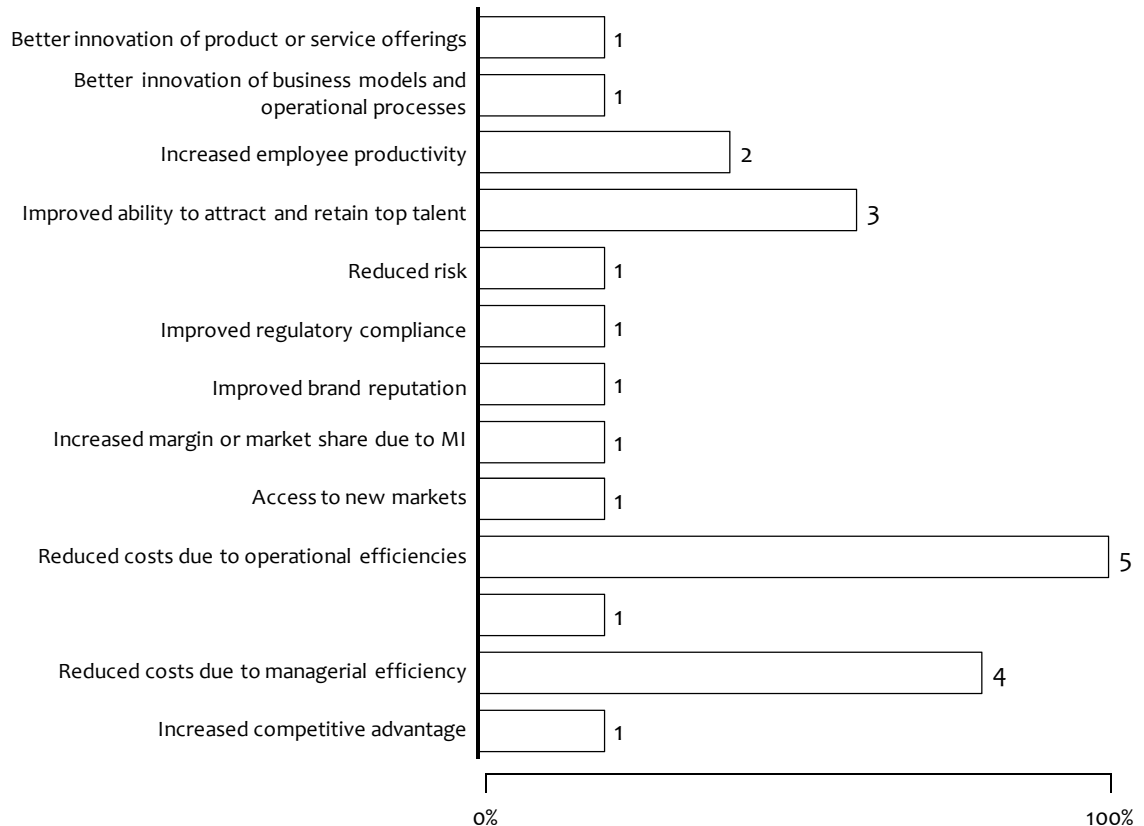 Better innovation of product or service offerings 1
Better innovation of business models and
operational processes 1
Increased employee productivity 2
Improved ability to attract and retain top talent 3
Reduced risk 1
Improved regulatory compliance 1
Improved brand reputation 1
Increased margin or market share due to MI 1
Access to new markets 1
Reduced costs due to operational efficiencies 5
1
Reduced costs due to managerial efficiency 4
Increased competitive advantage 1
0% 100%